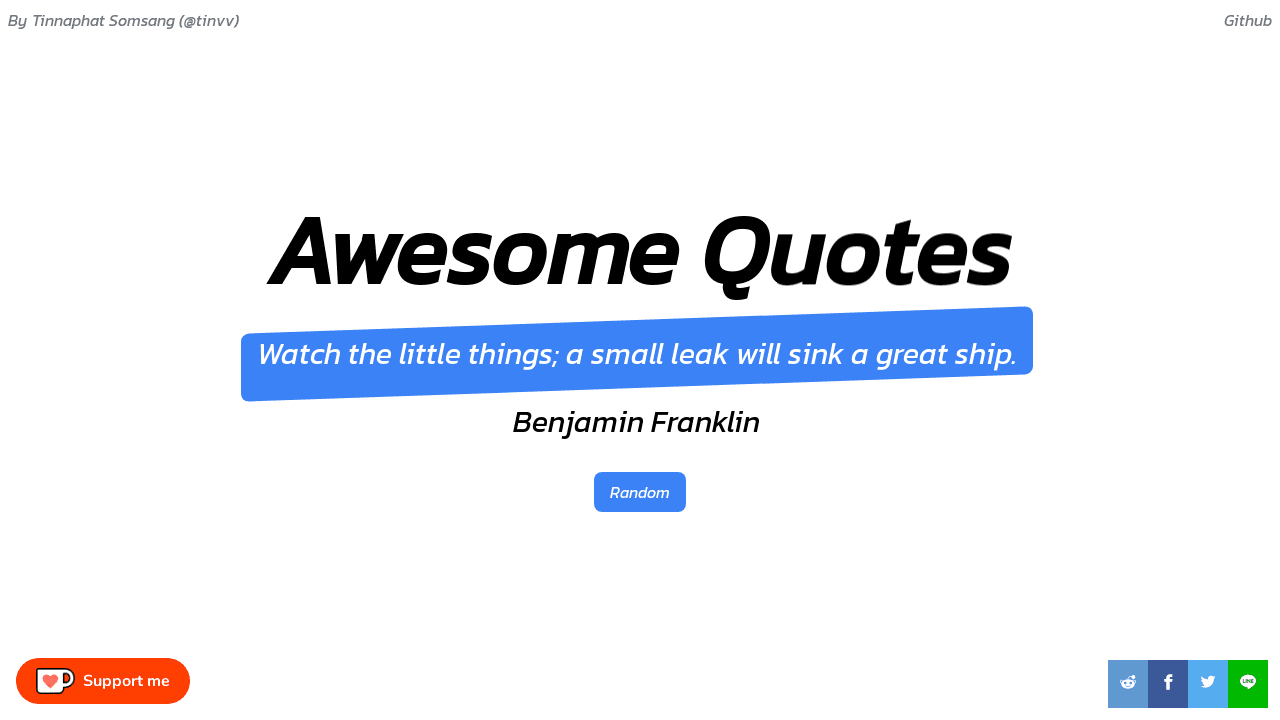 By Tinnaphat Somsang (@tinvv)
Github
Awesome Quotes
Watch the little things; a small leak will sink a great ship.
Benjamin Franklin
Random
Support me
LINE